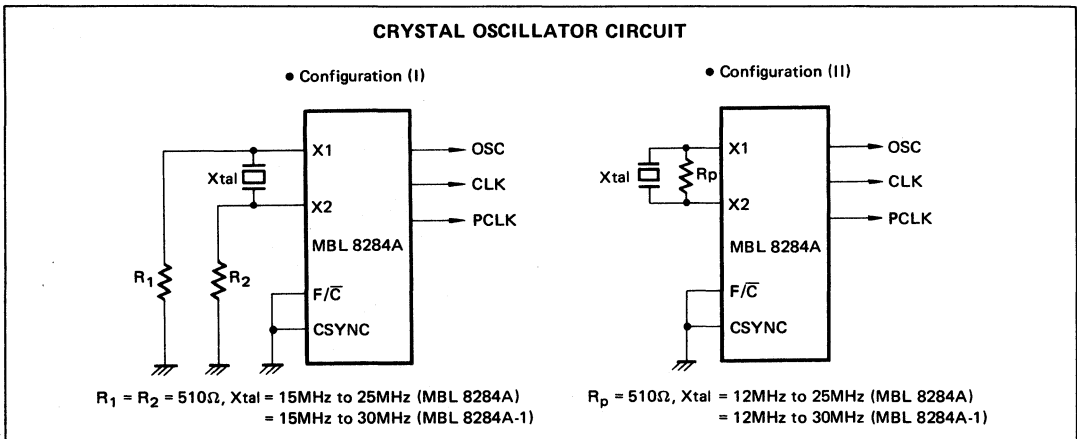 CRYSTAL OSCILLATOR CIRCUIT
● Configuration (I)
X1
X2
Xtal
OSC
CLK
PCLK
MBL 8284A
R1
R2
F/C̅
CSYNC
R1 = R2 = 510Ω, Xtal = 15MHz to 25MHz (MBL 8284A)
= 15MHz to 30MHz (MBL 8284A-1)
● Configuration (II)
X1
X2
Xtal
Rp
OSC
CLK
PCLK
MBL 8284A
F/C̅
CSYNC
Rp = 510Ω, Xtal = 12MHz to 25MHz (MBL 8284A)
= 12MHz to 30MHz (MBL 8284A-1)